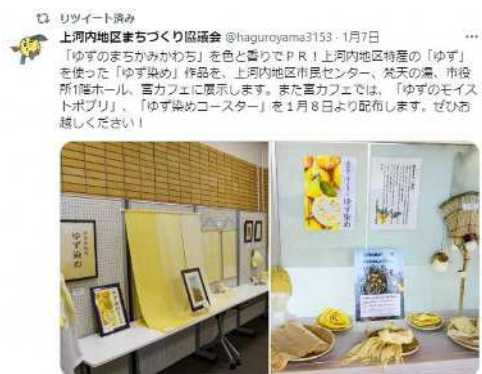 リツイート済み
上河内地区まちづくり協議会 @haguroyama3153・1月7日
「ゆずのまちかみかわち」を色と香りでＰＲ！上河内地区特産の「ゆず」
を使った「ゆず染め」作品を、上河内地区市民センター、梵天の湯、市役
所1階ホール、宮カフェに展示します。また宮カフェでは、「ゆずのモイス
トポプリ」、「ゆず染めコースター」を１月８日より配布します。ぜひお
越しください！
ゆず染め
ゆず染め